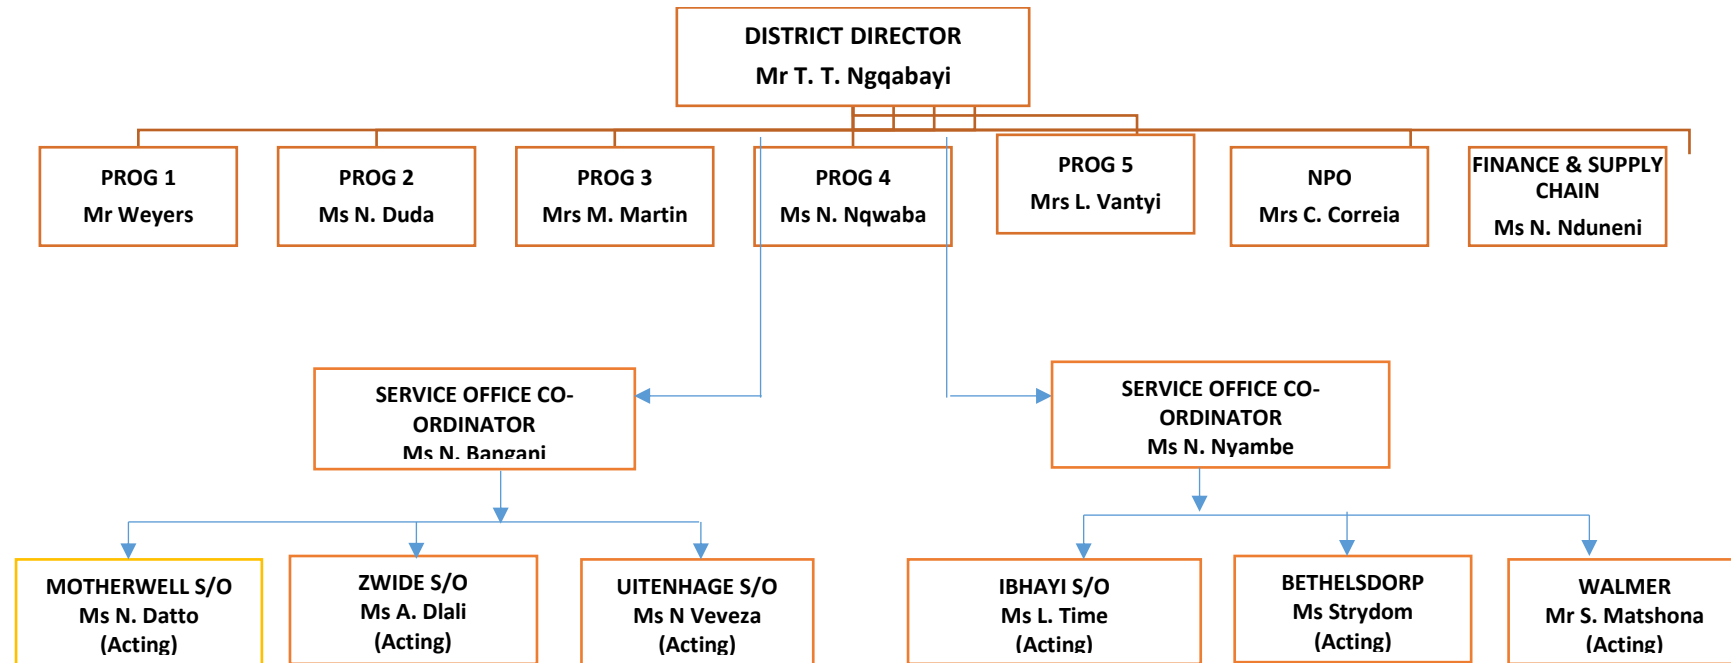 DISTRICT DIRECTOR
Mr T. T. Ngqabayi
PROG 1
Mr Weyers
PROG 2
Ms N. Duda
PROG 3
Mrs M. Martin
PROG 4
Ms N. Nqwaba
PROG 5
Mrs L. Vantyi
NPO
Mrs C. Correia
FINANCE & SUPPLY
CHAIN
Ms N. Nduneni
SERVICE OFFICE CO-
ORDINATOR
Ms N. Bangani
SERVICE OFFICE CO-
ORDINATOR
Ms N. Nyambe
MOTHERWELL S/O
Ms N. Datto
(Acting)
ZWIDE S/O
Ms A. Dlali
(Acting)
UITENHAGE S/O
Ms N Veveza
(Acting)
IBHAYI S/O
Ms L. Time
(Acting)
BETHELSDORP
Ms Strydom
(Acting)
WALMER
Mr S. Matshona
(Acting)